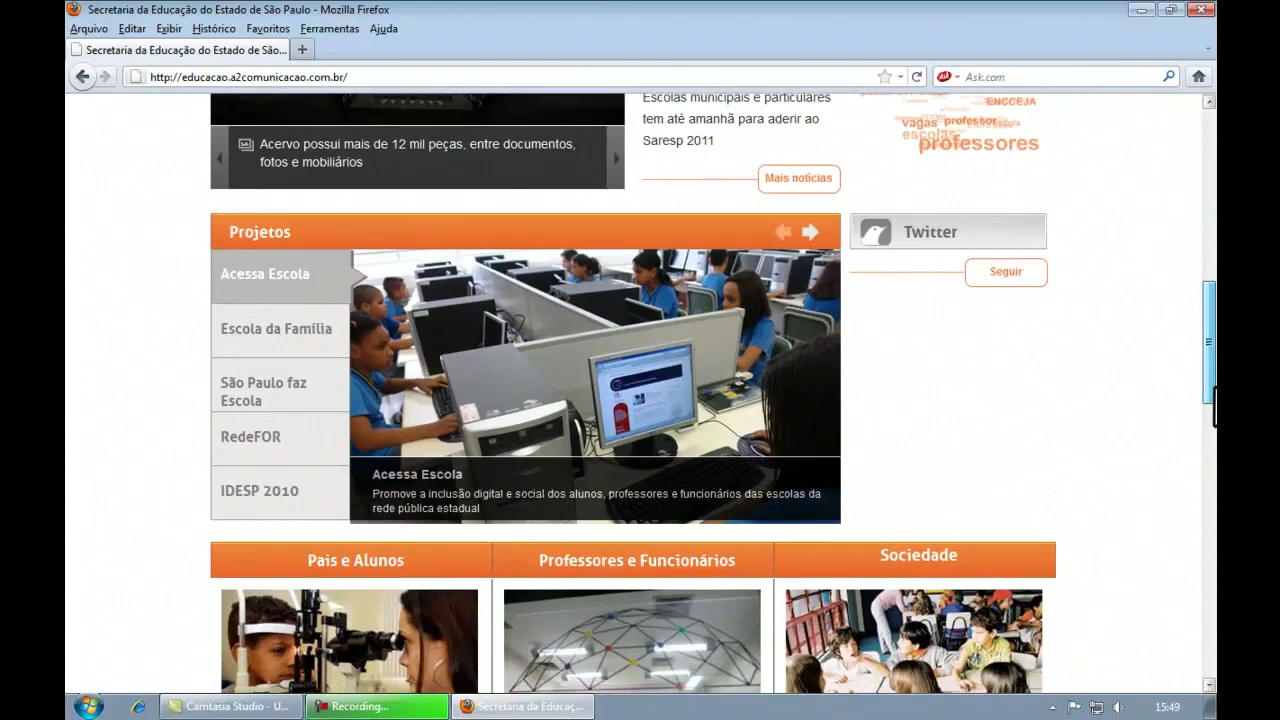 Secretaria da Educação do Estado de São Paulo - Mozilla Firefox
Arquivo Editar Exibir Histórico Favoritos Ferramentas Ajuda
Secretaria da Educação do Estado de São...
http://educacao.a2comunicacao.com.br/
Ask.com
Escolas municipais e particulares
tem até amanhã para aderir ao
Saresp 2011
Mais noticias
ENCCEJA
vagas professor
escolas
professores
Acervo possui mais de 12 mil peças, entre documentos,
fotos e mobiliários
Projetos
Twitter
Seguir
Acessa Escola
Escola da Família
São Paulo faz
Escola
RedeFOR
IDESP 2010
Acessa Escola
Promove a inclusão digital e social dos alunos, professores e funcionários das escolas da
rede pública estadual
Pais e Alunos
Professores e Funcionários
Sociedade
Camtasia Studio - U...
Recording...
Secretaria da Educaç...
15:49